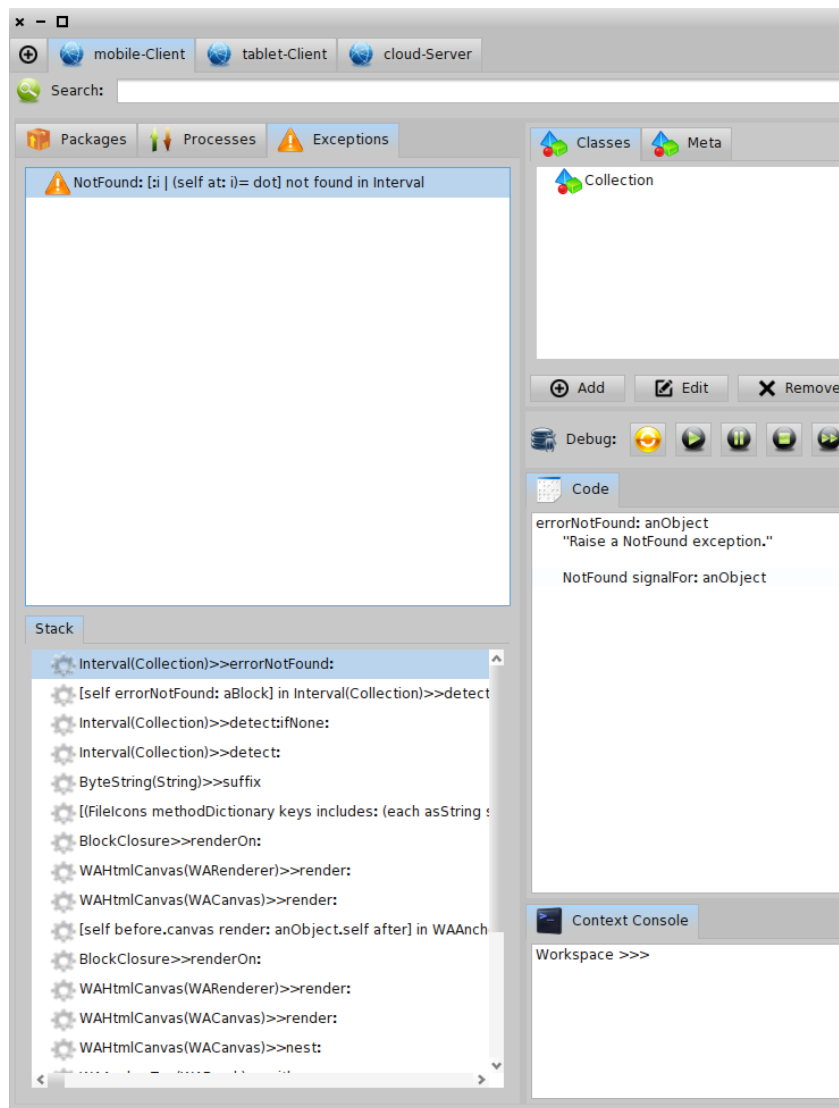 mobile-Client tablet-Client cloud-Server
Search:
Packages Processes Exceptions
NotFound: [:i | (self at: i)= dot] not found in Interval
Classes Meta
Collection
Add Edit Remove
Debug:
Code
errorNotFound: anObject
"Raise a NotFound exception."
NotFound signalFor: anObject
Stack
Interval(Collection)>>errorNotFound:
[self errorNotFound: aBlock] in Interval(Collection)>>detect
Interval(Collection)>>detect:ifNone:
Interval(Collection)>>detect:
ByteString(String)>>suffix
[(FileIcons methodDictionary keys includes: (each asString s
BlockClosure>>renderOn:
WAHtmlCanvas(WARenderer)>>render:
WAHtmlCanvas(WACanvas)>>render:
[self before.canvas render: anObject.self after] in WAAnch
BlockClosure>>renderOn:
WAHtmlCanvas(WARenderer)>>render:
WAHtmlCanvas(WACanvas)>>render:
WAHtmlCanvas(WACanvas)>>nest:
Context Console
Workspace >>>